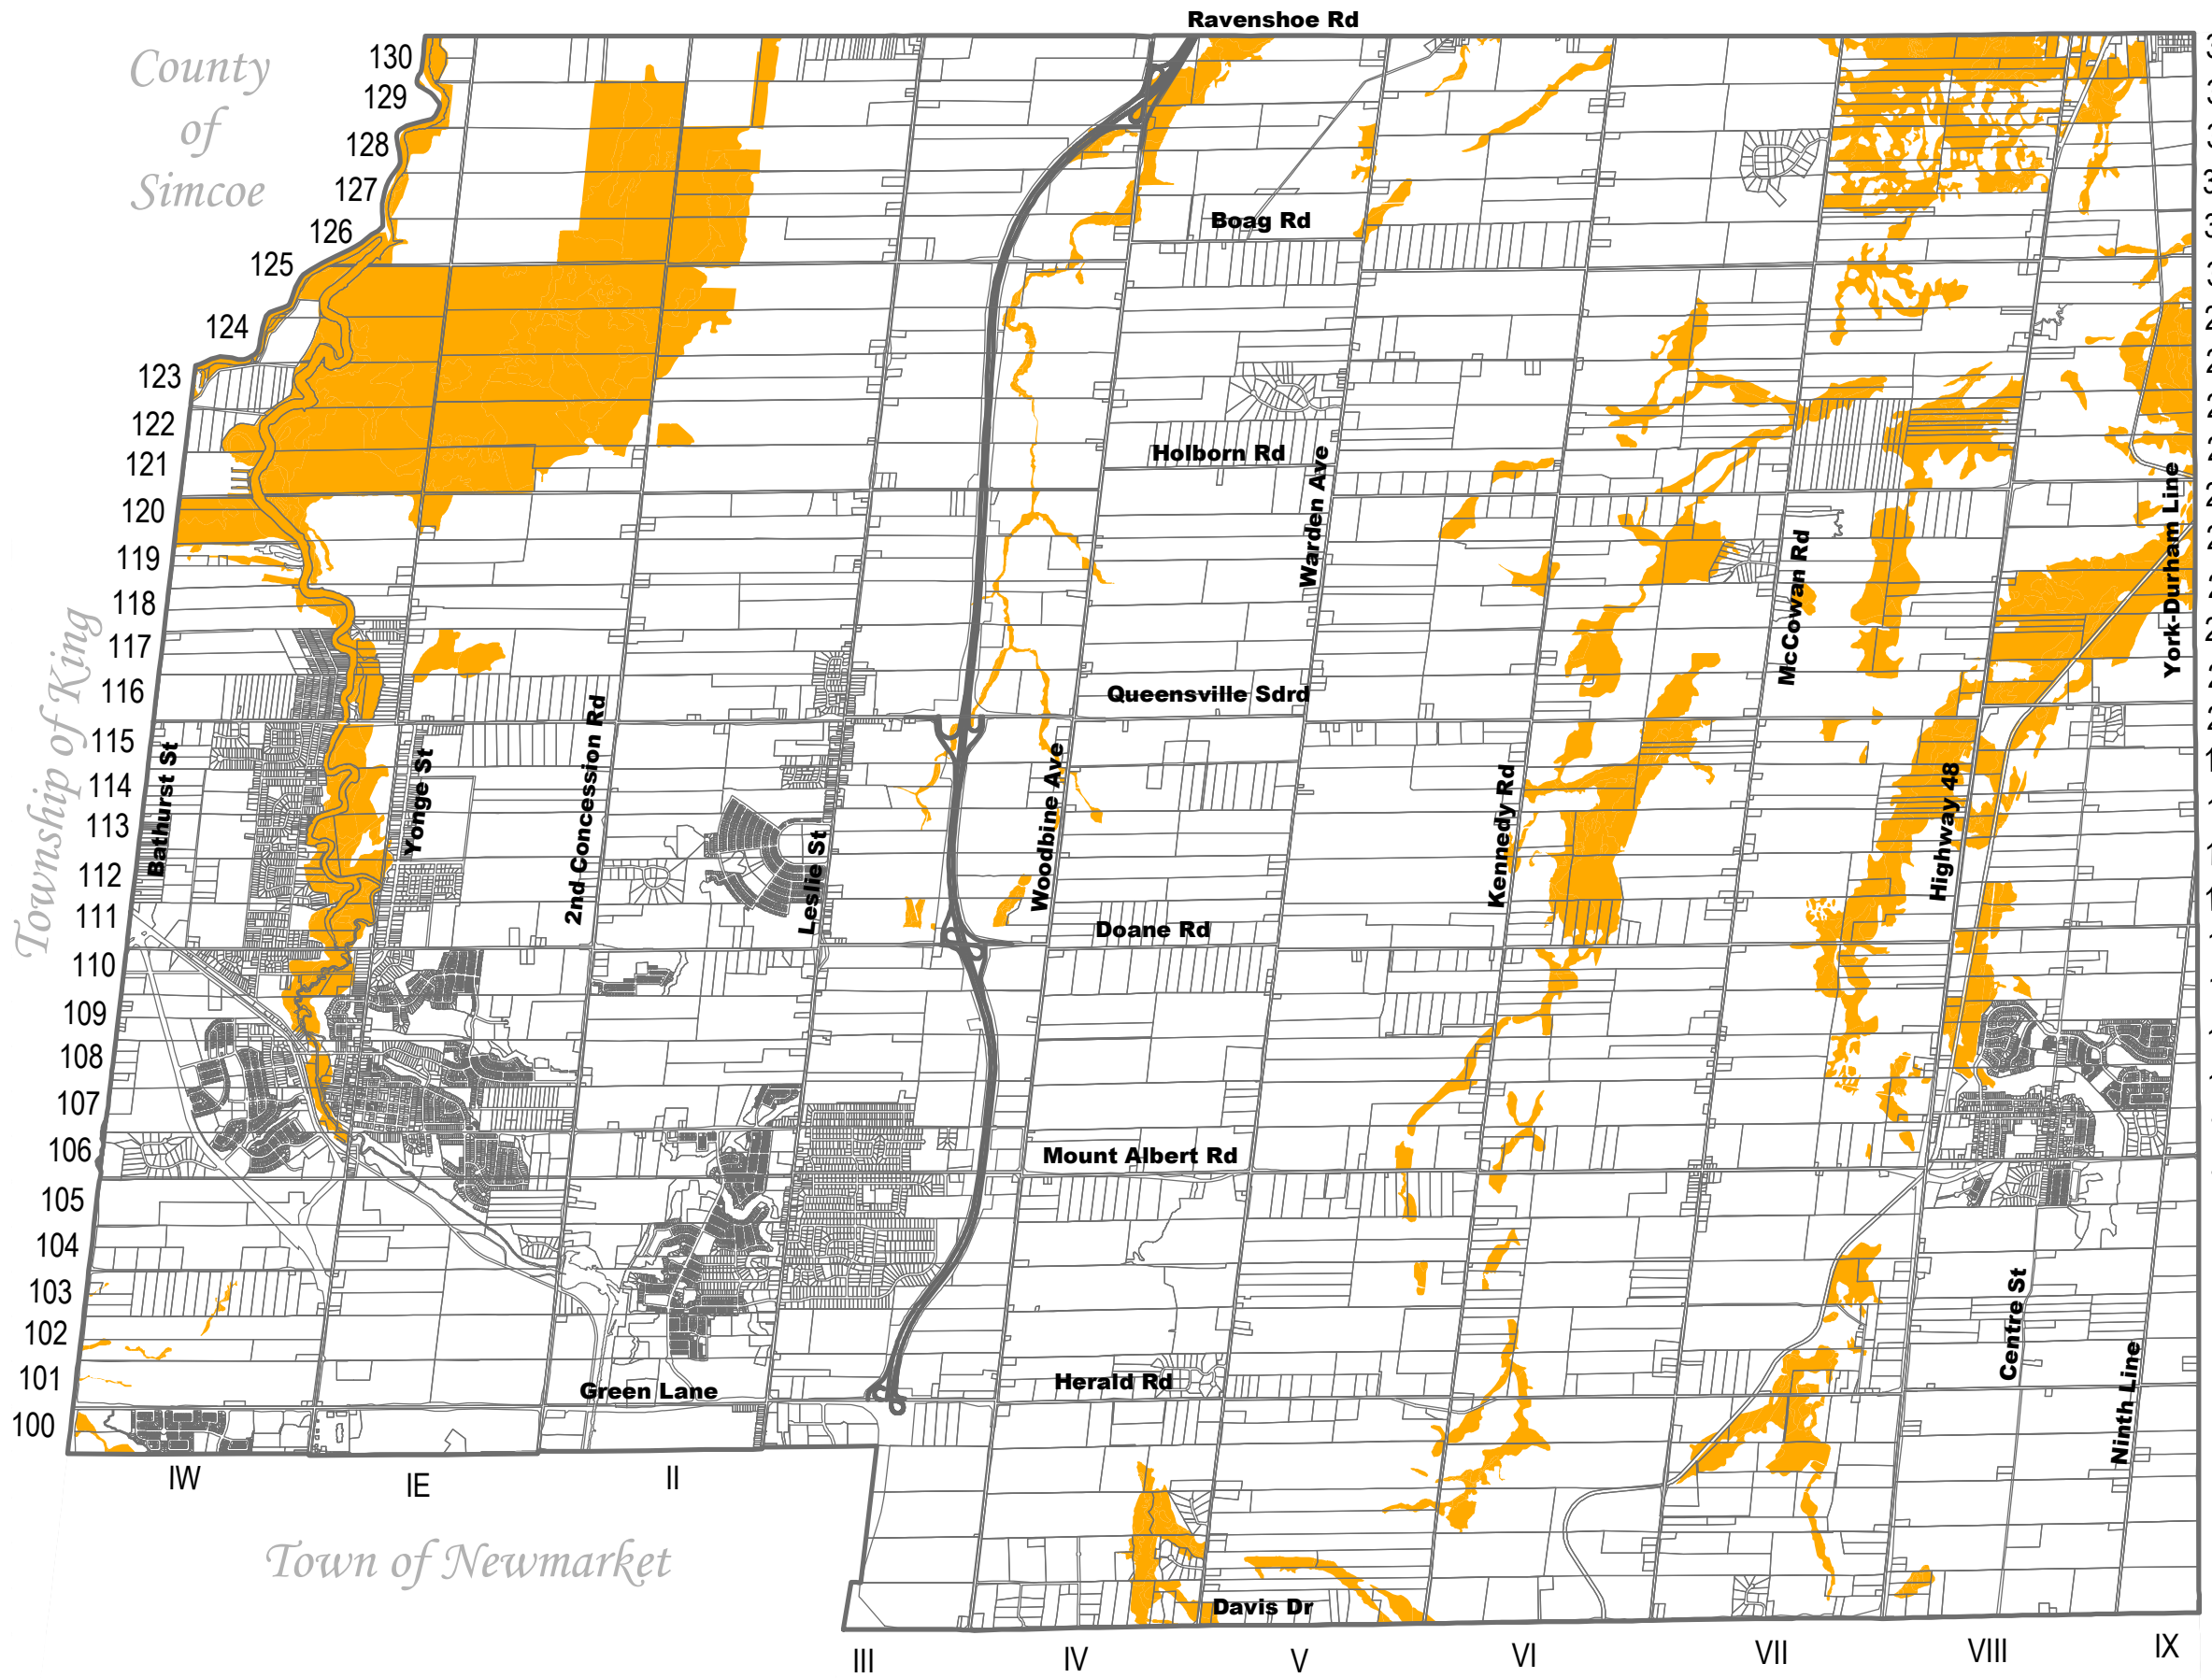 Ravenshoe Rd
County
of
Simcoe
130
129
128
127
126
125
124
123
122
121
120
119
118
117
116
115
114
113
112
111
110
109
108
107
106
105
104
103
102
101
100
Boag Rd
Holborn Rd
Warden Ave
York-Durham Line
McCowan Rd
Township of King
Queensville Sdrd
Bathurst St
Yonge St
2nd Concession Rd
Leslie St
Woodbine Ave
Kennedy Rd
Highway 48
Doane Rd
Mount Albert Rd
Centre St
Ninth Line
Herald Rd
Green Lane
IW
IE
II
Town of Newmarket
Davis Dr
III
IV
V
VI
VII
VIII
IX